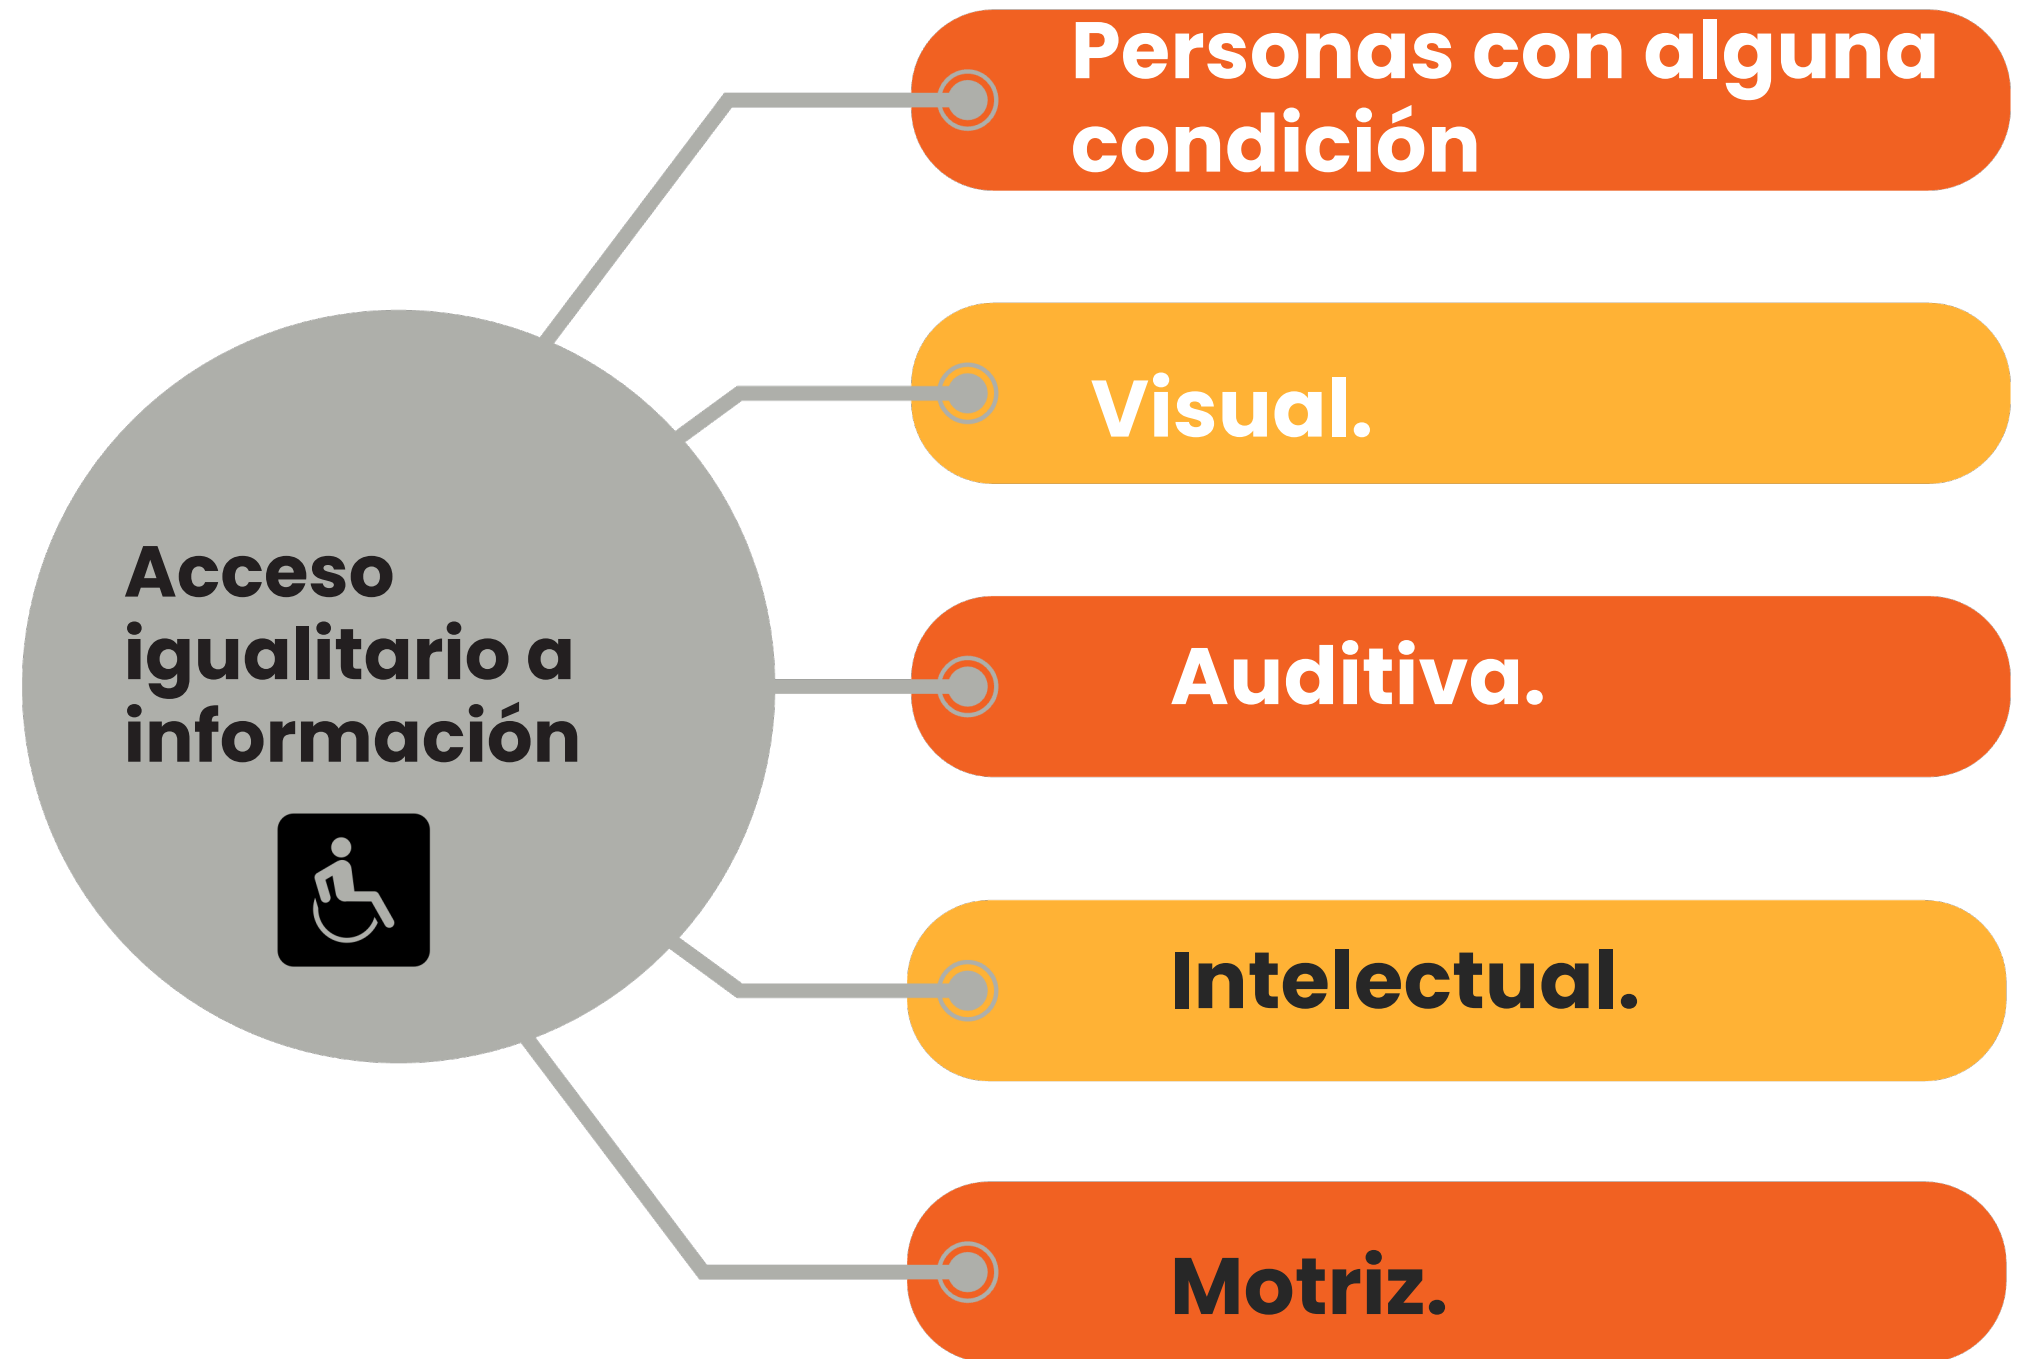 Acceso
igualitario a
información
Personas con alguna
condición
Visual.
Auditiva.
Intelectual.
Motriz.